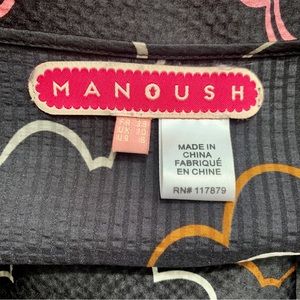 MANOUSH
MADE IN
CHINA
FABRIQUÉ
EN CHINE
RN# 117879